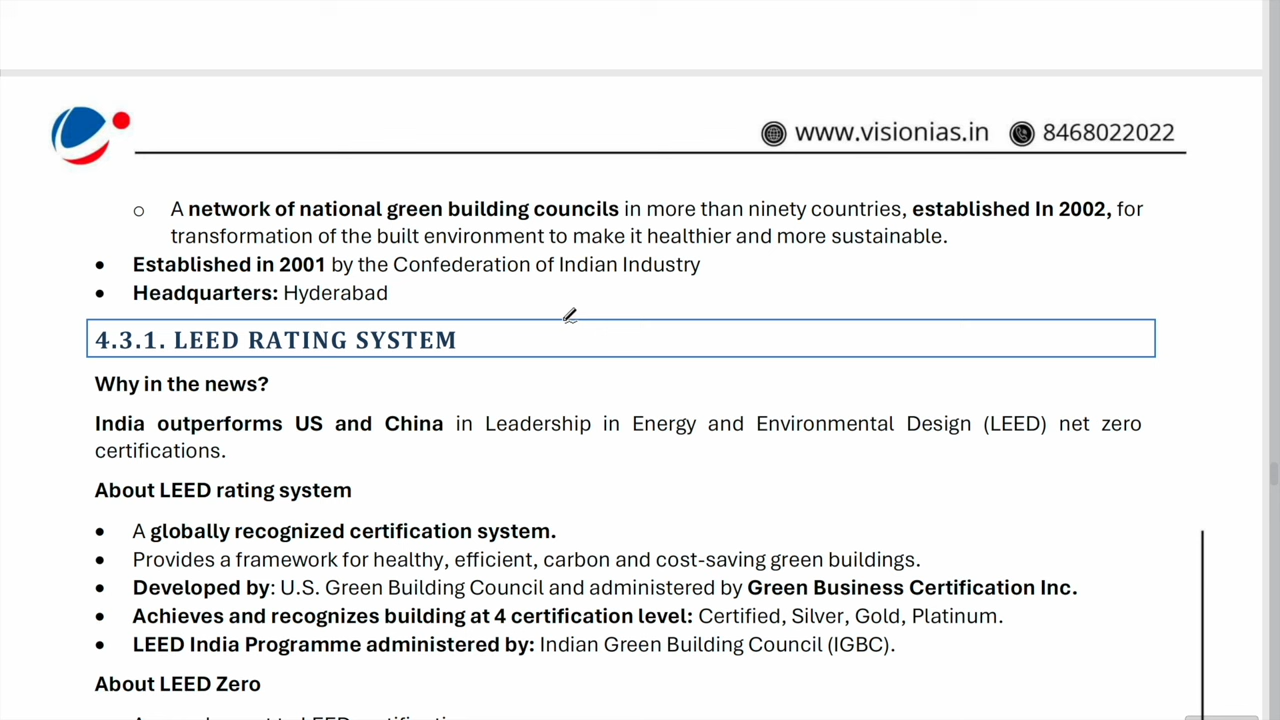 www.visionias.in 8468022022
o A network of national green building councils in more than ninety countries, established In 2002, for
transformation of the built environment to make it healthier and more sustainable.
• Established in 2001 by the Confederation of Indian Industry
• Headquarters: Hyderabad
4.3.1. LEED RATING SYSTEM
Why in the news?
India outperforms US and China in Leadership in Energy and Environmental Design (LEED) net zero
certifications.
About LEED rating system
• A globally recognized certification system.
• Provides a framework for healthy, efficient, carbon and cost-saving green buildings.
• Developed by: U.S. Green Building Council and administered by Green Business Certification Inc.
• Achieves and recognizes building at 4 certification level: Certified, Silver, Gold, Platinum.
• LEED India Programme administered by: Indian Green Building Council (IGBC).
About LEED Zero